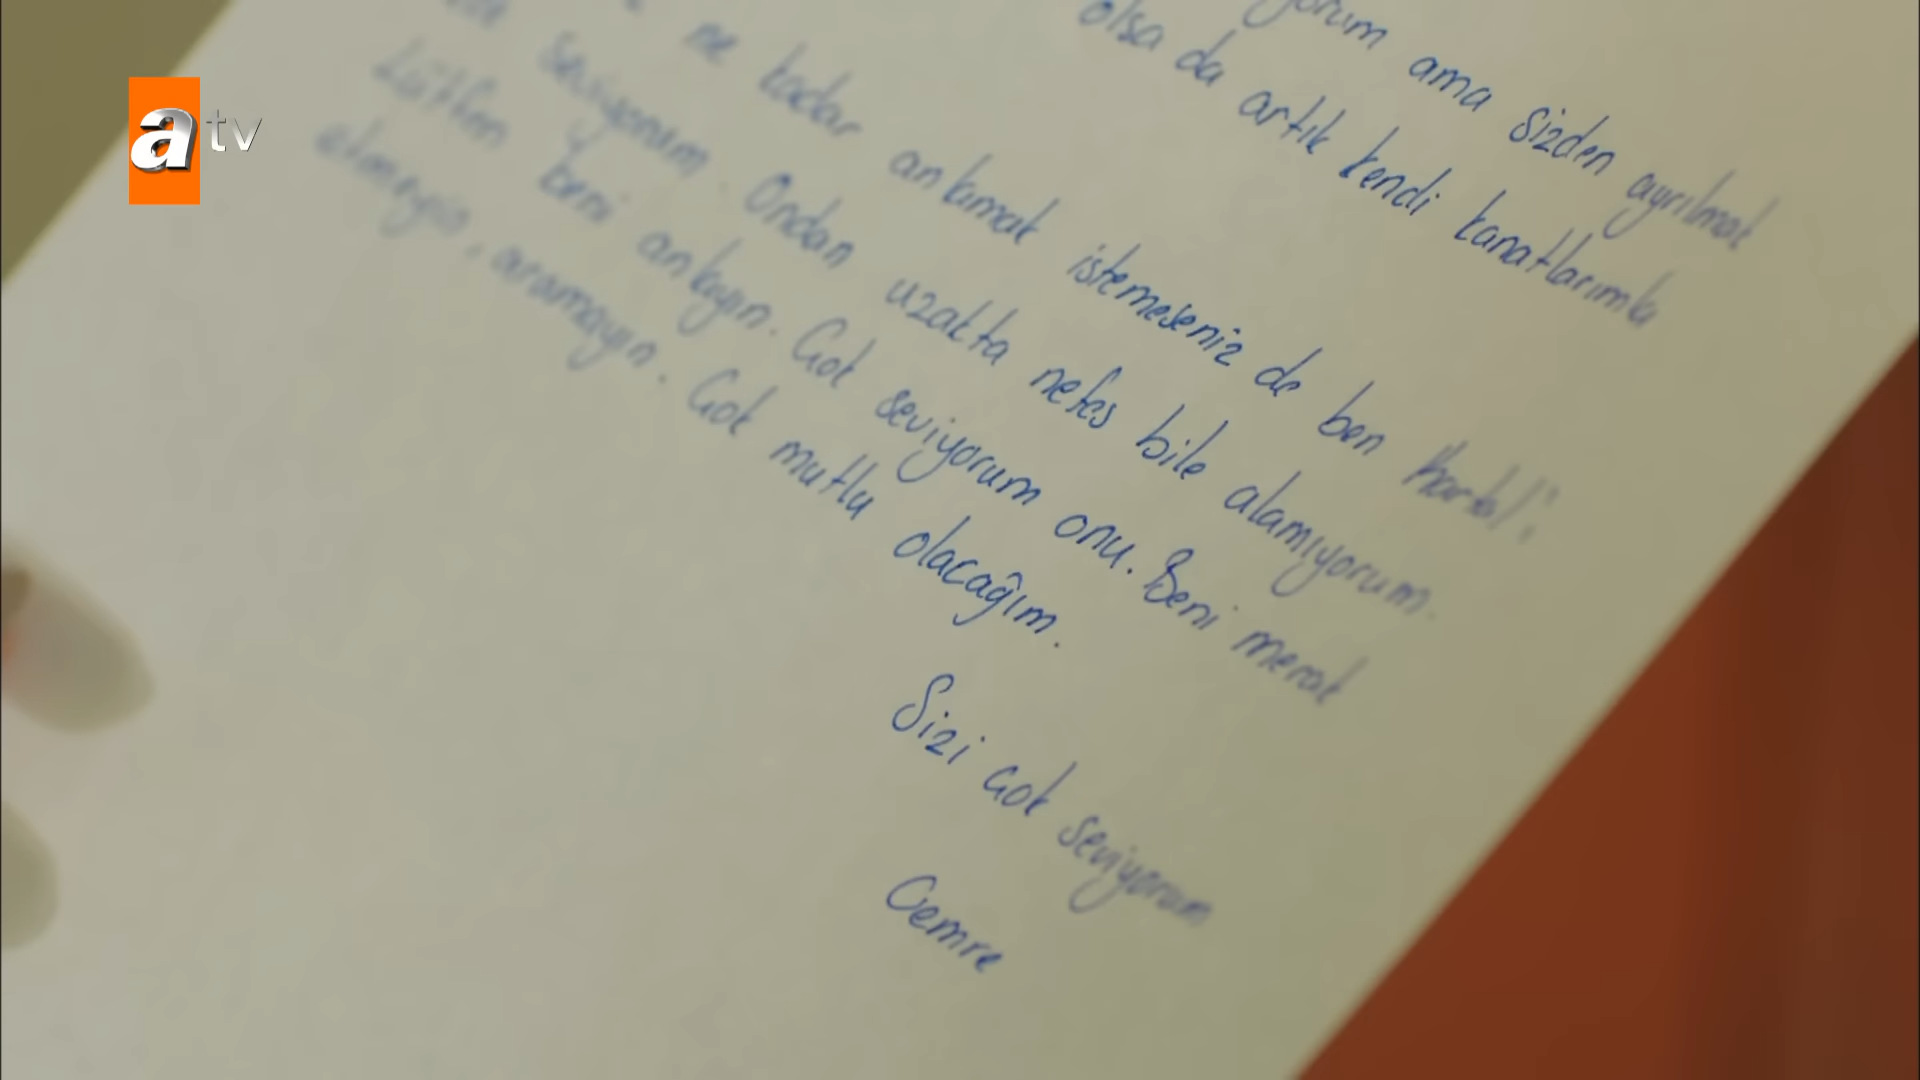 atv
yorum ama sizden ayrılmak
olsa da artık kendi kanatlarımla
ne kadar anlamak istemeseniz de ben Kartal'ı
seviyorum. Ondan uzakta nefes bile alamıyorum.
Lütfen beni anlayın. Çok seviyorum onu. Beni merak
etmeyin, aramayın. Çok mutlu olacağım.
Sizi çok seviyorum
Cemre